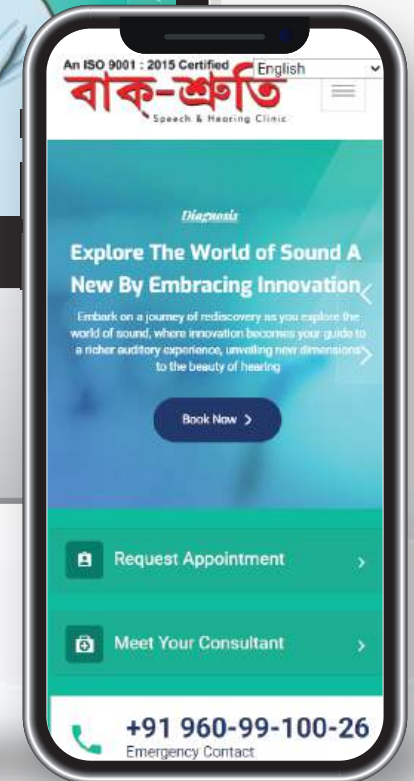 An ISO 9001 : 2015 Certified
English
বাক্-শ্রুতি
Speech & Hearing Clinic
Diagnosis
Explore The World of Sound A
New By Embracing Innovation
Embark on a journey of rediscovery as you explore the
world of sound, where innovation becomes your guide to
a richer auditory experience, unveiling new dimensions
to the beauty of hearing
Book Now
Request Appointment
Meet Your Consultant
+91 960-99-100-26
Emergency Contact